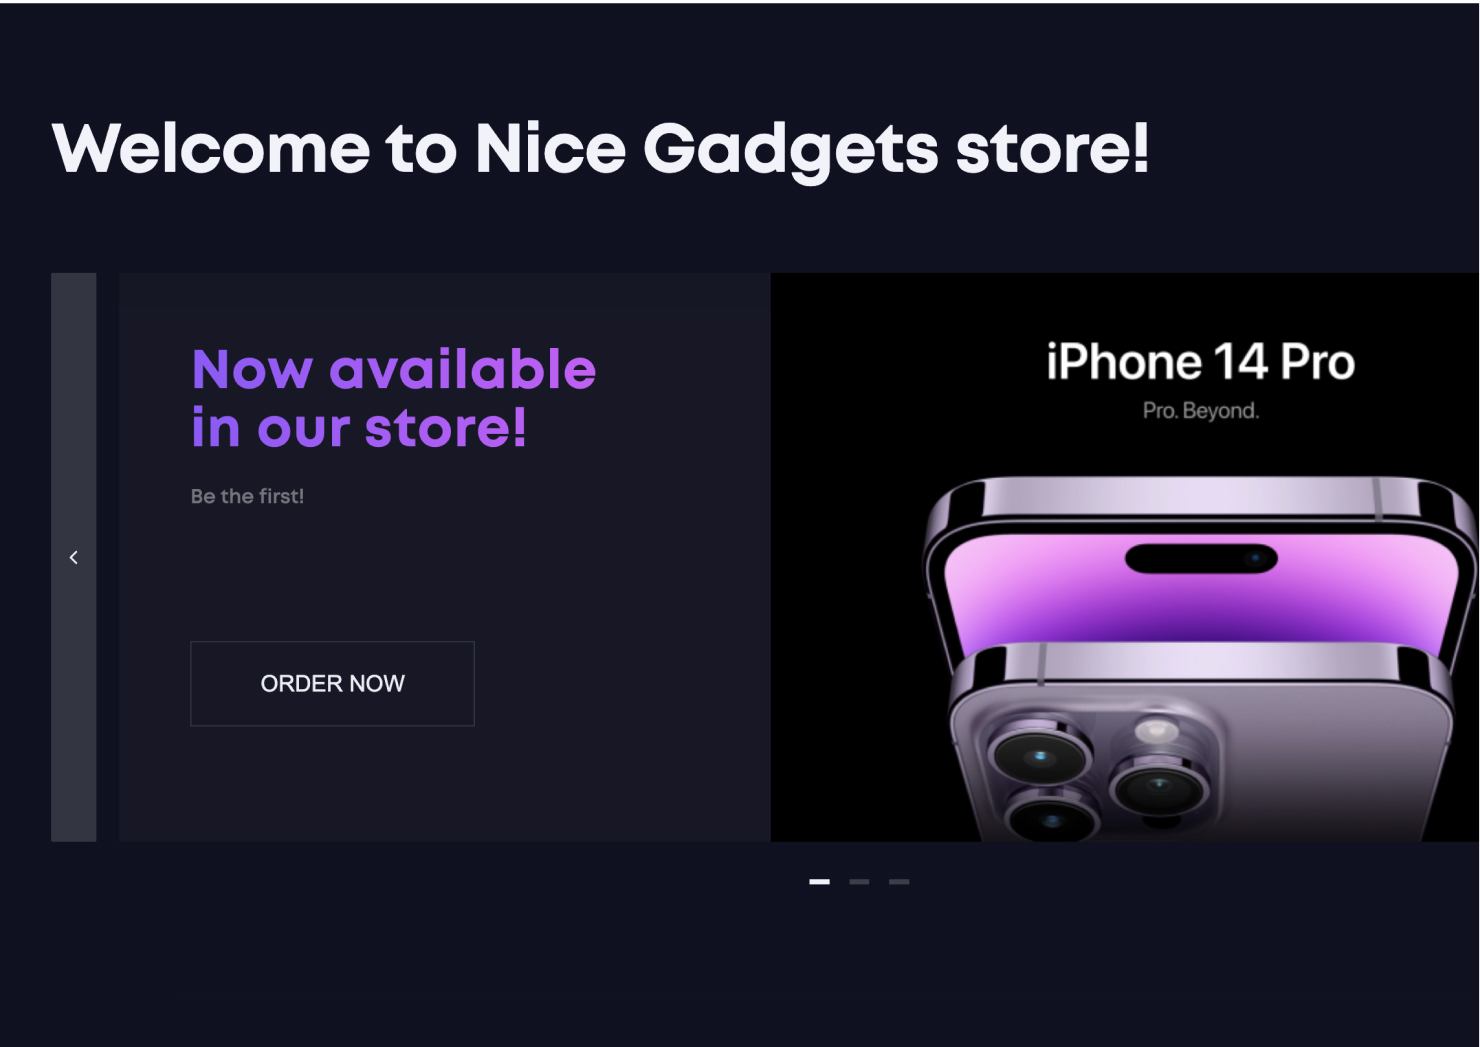 Welcome to Nice Gadgets store!
Now available
in our store!
Be the first!
ORDER NOW
iPhone 14 Pro
Pro. Beyond.